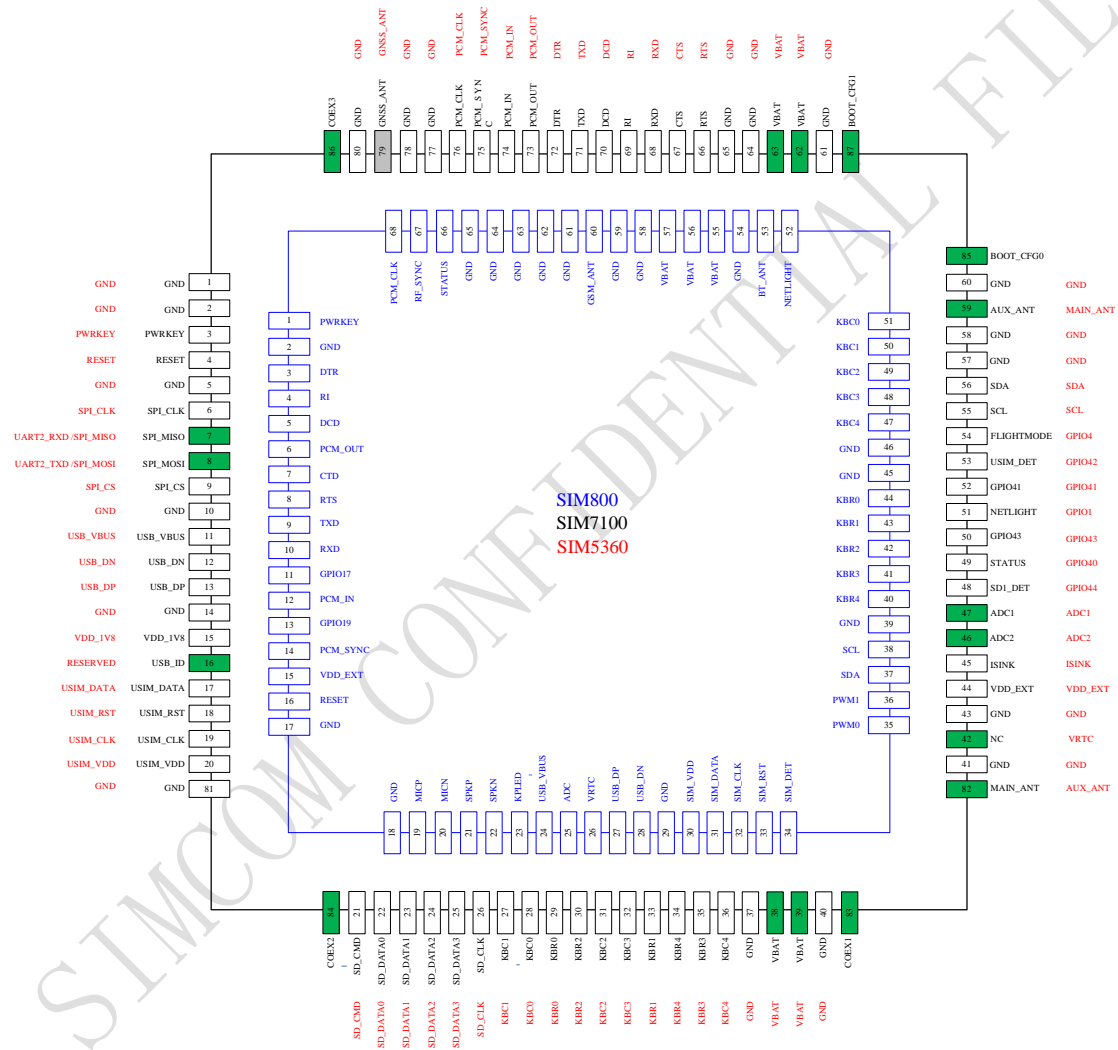 GND GNSS_ANT GND GND PCM_CLK PCM_SYNC PCM_IN PCM_OUT DTR TXD DCD RI RXD CTS RTS GND GND VBAT VBAT GND
COEX3 GND GNSS_ANT GND GND PCM_CLK PCM_SYN C PCM_IN PCM_OUT DTR TXD DCD RI RXD CTS RTS GND GND VBAT VBAT GND BOOT_CFG1
86 80 79 78 77 76 75 74 73 72 71 70 69 68 67 66 65 64 63 62 61 87
68 67 66 65 64 63 62 61 60 59 58 57 56 55 54 53 52
PCM_CLK RF_SYNC STATUS GND GND GND GND GND GSM_ANT GND GND VBAT VBAT VBAT GND BT_ANT NETLIGHT
GND GND 1
GND GND 2
PWRKEY PWRKEY 3
RESET RESET 4
GND GND 5
SPI_CLK SPI_CLK 6
UART2_RXD /SPI_MISO SPI_MISO 7
UART2_TXD /SPI_MOSI SPI_MOSI 8
SPI_CS SPI_CS 9
GND GND 10
USB_VBUS USB_VBUS 11
USB_DN USB_DN 12
USB_DP USB_DP 13
GND GND 14
VDD_1V8 VDD_1V8 15
RESERVED USB_ID 16
USIM_DATA USIM_DATA 17
USIM_RST USIM_RST 18
USIM_CLK USIM_CLK 19
USIM_VDD USIM_VDD 20
GND GND 81
1 PWRKEY
2 GND
3 DTR
4 RI
5 DCD
6 PCM_OUT
7 CTD
8 RTS
9 TXD
10 RXD
11 GPIO17
12 PCM_IN
13 GPIO19
14 PCM_SYNC
15 VDD_EXT
16 RESET
17 GND
SIM800
SIM7100
SIM5360
KBC0 51
KBC1 50
KBC2 49
KBC3 48
KBC4 47
GND 46
GND 45
KBR0 44
KBR1 43
KBR2 42
KBR3 41
KBR4 40
GND 39
SCL 38
SDA 37
PWM1 36
PWM0 35
85 BOOT_CFG0
60 GND GND
59 AUX_ANT MAIN_ANT
58 GND GND
57 GND GND
56 SDA SDA
55 SCL SCL
54 FLIGHTMODE GPIO4
53 USIM_DET GPIO42
52 GPIO41 GPIO41
51 NETLIGHT GPIO1
50 GPIO43 GPIO43
49 STATUS GPIO40
48 SD1_DET GPIO44
47 ADC1 ADC1
46 ADC2 ADC2
45 ISINK ISINK
44 VDD_EXT VDD_EXT
43 GND GND
42 NC VRTC
41 GND GND
82 MAIN_ANT AUX_ANT
GND MICP MICN SPKP SPKN KPLED USB_VBUS ADC VRTC USB_DP USB_DN GND SIM_VDD SIM_DATA SIM_CLK SIM_RST SIM_DET
18 19 20 21 22 23 24 25 26 27 28 29 30 31 32 33 34
84 21 22 23 24 25 26 27 28 29 30 31 32 33 34 35 36 37 38 39 40 83
COEX2 SD_CMD SD_DATA0 SD_DATA1 SD_DATA2 SD_DATA3 SD_CLK KBC1 KBC0 KBR0 KBR2 KBC2 KBC3 KBR1 KBR4 KBR3 KBC4 GND VBAT VBAT GND COEX1
SD_CMD SD_DATA0 SD_DATA1 SD_DATA2 SD_DATA3 SD_CLK KBC1 KBC0 KBR0 KBR2 KBC2 KBC3 KBR1 KBR4 KBR3 KBC4 GND VBAT VBAT GND
SIMCOM CONFIDENTIAL FIL